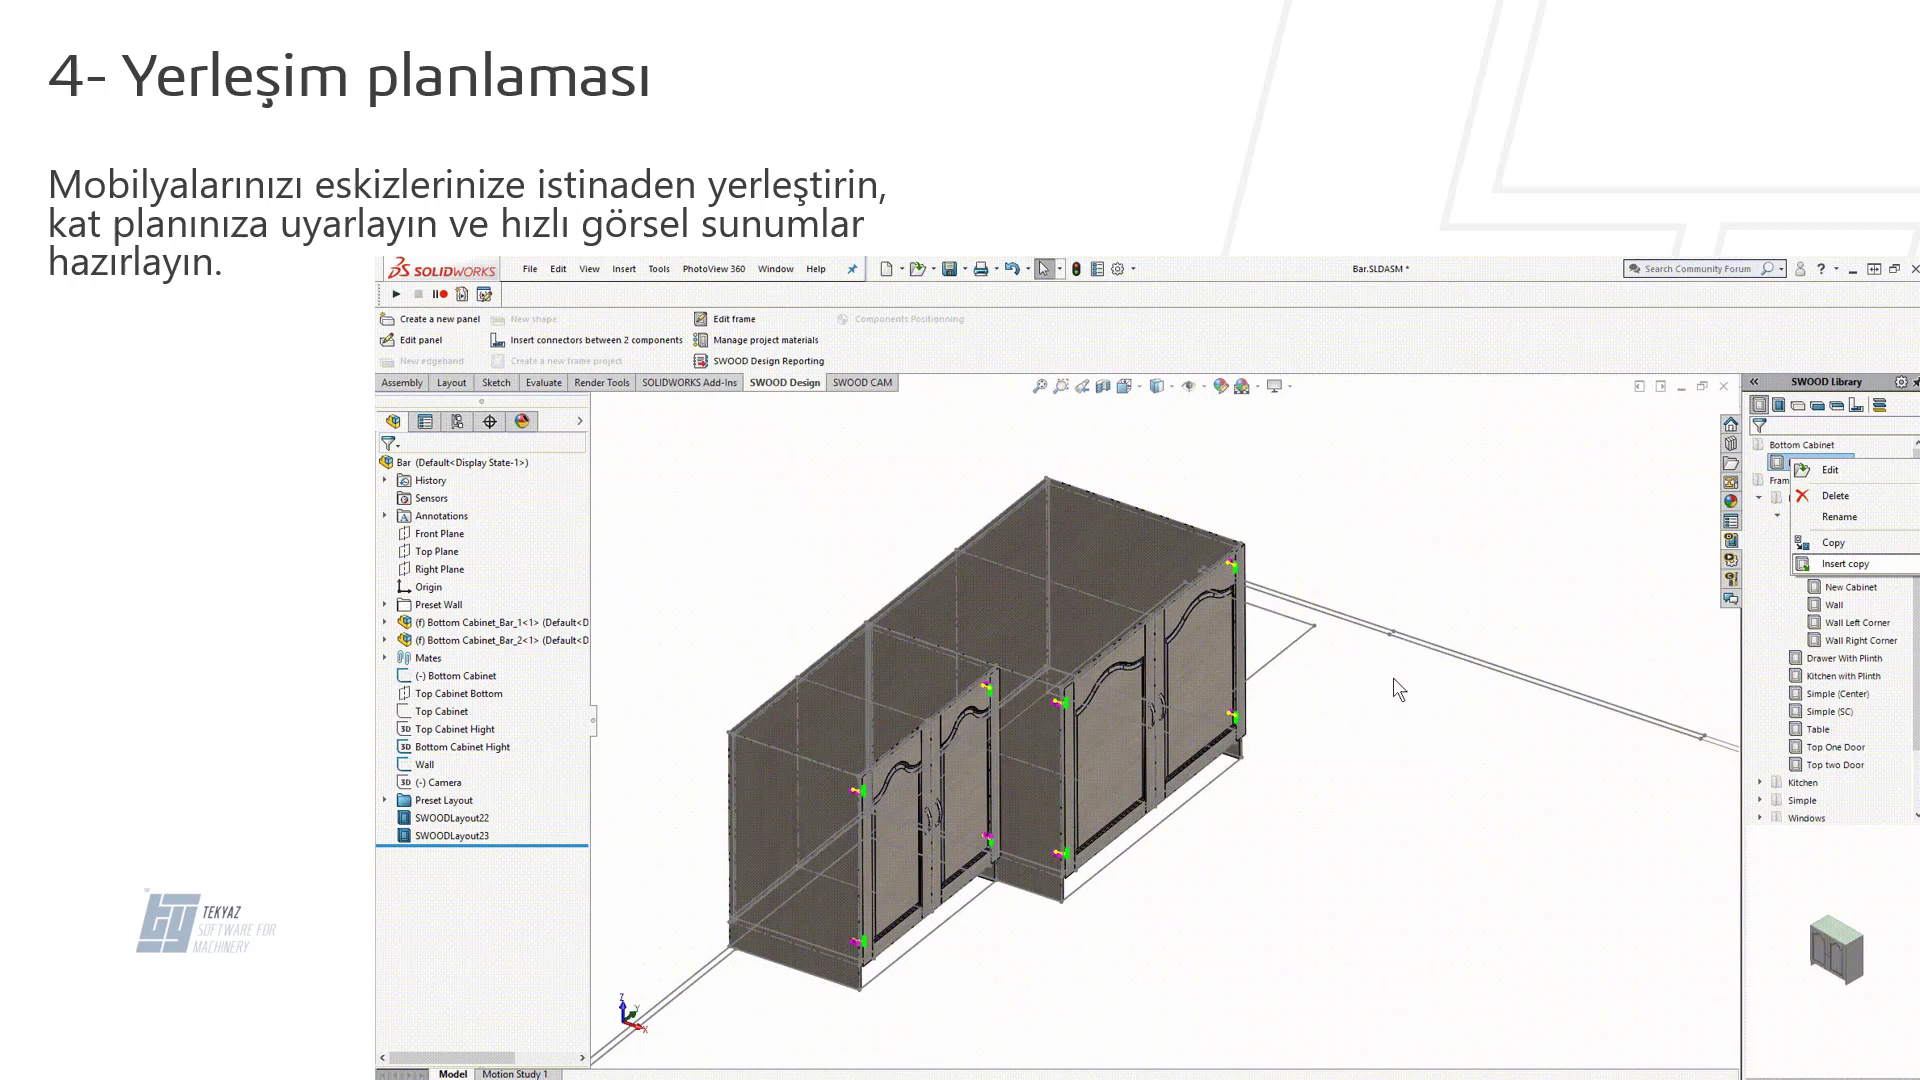 4- Yerleşim planlaması
Mobilyalarınızı eskizlerinize istinaden yerleştirin,
kat planınıza uyarlayın ve hızlı görsel sunumlar
hazırlayın.
SOLIDWORKS File Edit View Insert Tools PhotoView 360 Window Help Bar.SLDASM * Search Community Forum
Create a new panel New shape Edit frame Components Positionning
Edit panel Insert connectors between 2 components Manage project materials
New edgeband Create a new frame project SWOOD Design Reporting
Assembly Layout Sketch Evaluate Render Tools SOLIDWORKS Add-Ins SWOOD Design SWOOD CAM
Bar (Default<Display State-1>)
History
Sensors
Annotations
Front Plane
Top Plane
Right Plane
Origin
Preset Wall
(f) Bottom Cabinet_Bar_1<1> (Default<D
(f) Bottom Cabinet_Bar_2<1> (Default<D
Mates
(-) Bottom Cabinet
Top Cabinet Bottom
Top Cabinet
3D Top Cabinet Hight
3D Bottom Cabinet Hight
Wall
3D (-) Camera
Preset Layout
SWOODLayout22
SWOODLayout23
Model Motion Study 1
Z
Y
X
SWOOD Library
Bottom Cabinet
Fram
Edit
Delete
Rename
Copy
Insert copy
New Cabinet
Wall
Wall Left Corner
Wall Right Corner
Drawer With Plinth
Kitchen with Plinth
Simple (Center)
Simple (SC)
Table
Top One Door
Top two Door
Kitchen
Simple
Windows
TEKYAZ
SOFTWARE FOR
MACHINERY